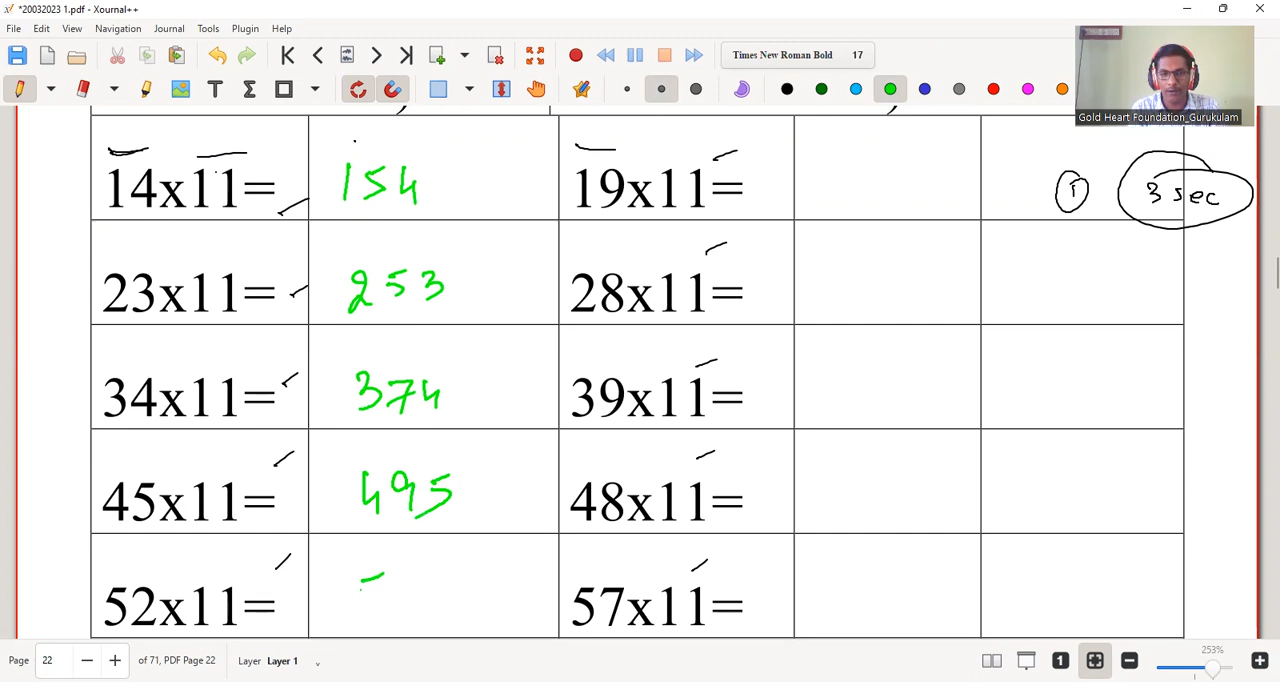 *20032023 1.pdf - Xournal++
File Edit View Navigation Journal Tools Plugin Help
Times New Roman Bold 17
Gold Heart Foundation_Gurukulam
14x11= 154 19x11= 1 3 sec
23x11= 253 28x11=
34x11= 374 39x11=
45x11= 495 48x11=
52x11= 57x11=
Page 22 of 71, PDF Page 22 Layer Layer 1 1 253%